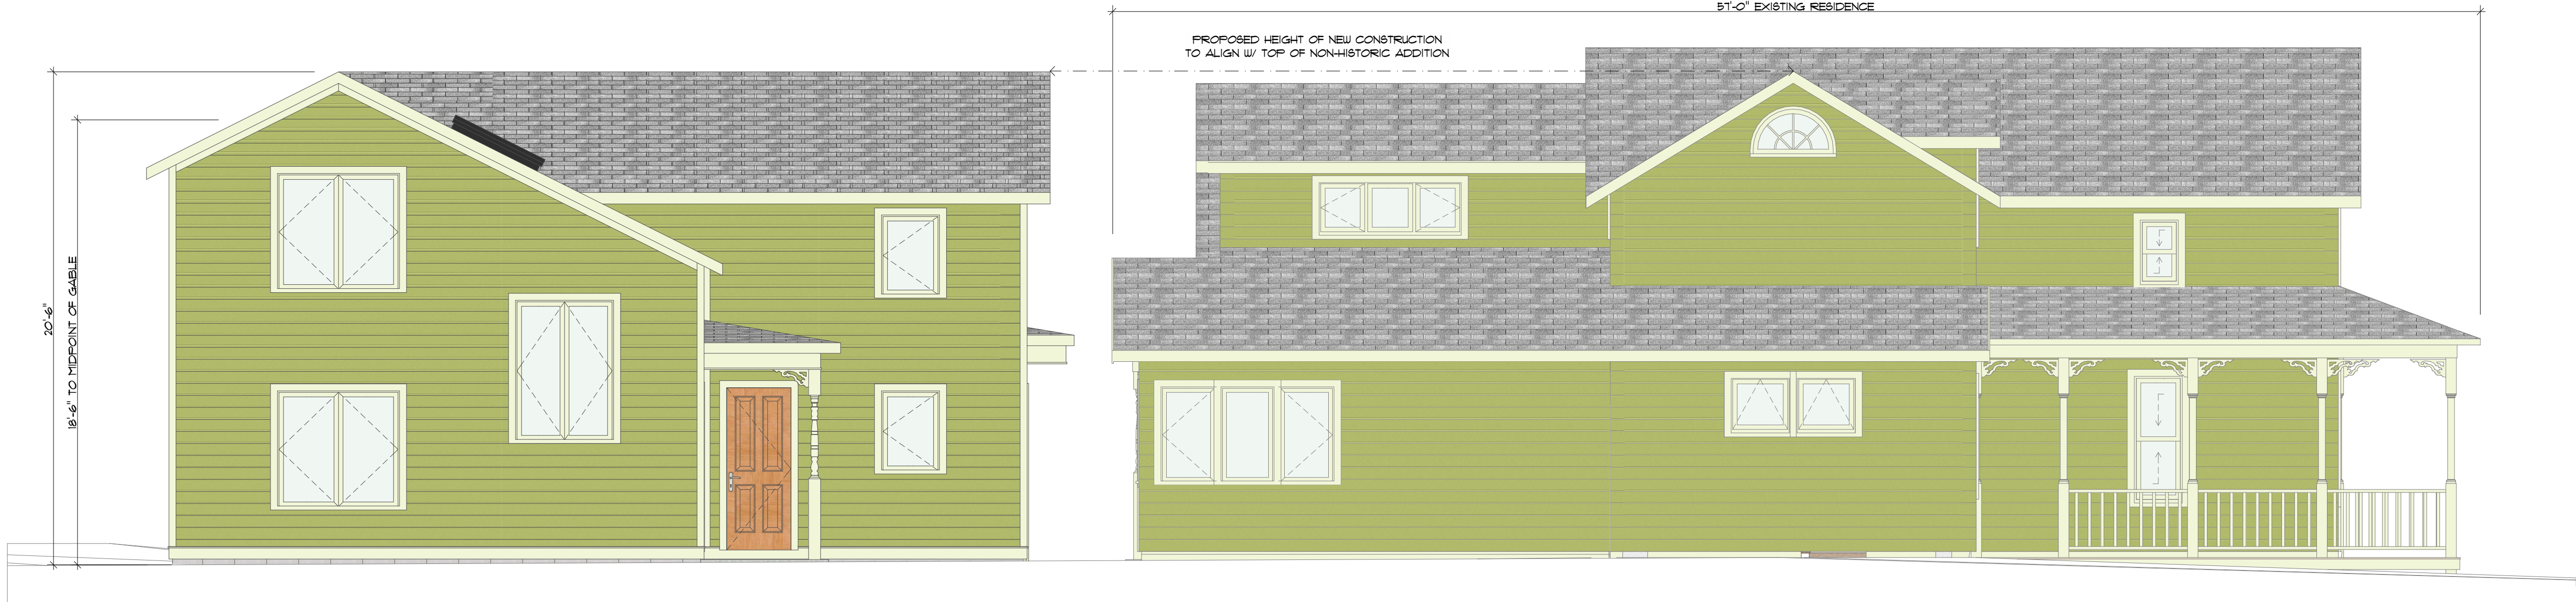 57'-0" EXISTING RESIDENCE
PROPOSED HEIGHT OF NEW CONSTRUCTION
TO ALIGN W/ TOP OF NON-HISTORIC ADDITION
20'-6"
18'-6" TO MIDPOINT OF GABLE